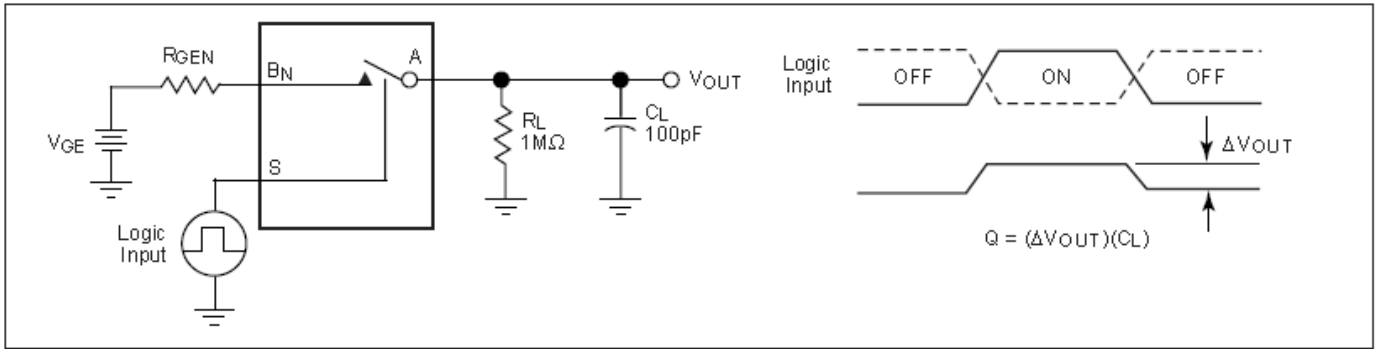 RGEN
BN
A
VOUT
VGE
RL
1MΩ
CL
100pF
S
Logic
Input
Logic
Input
OFF
ON
OFF
ΔVOUT
Q = (ΔVOUT)(CL)